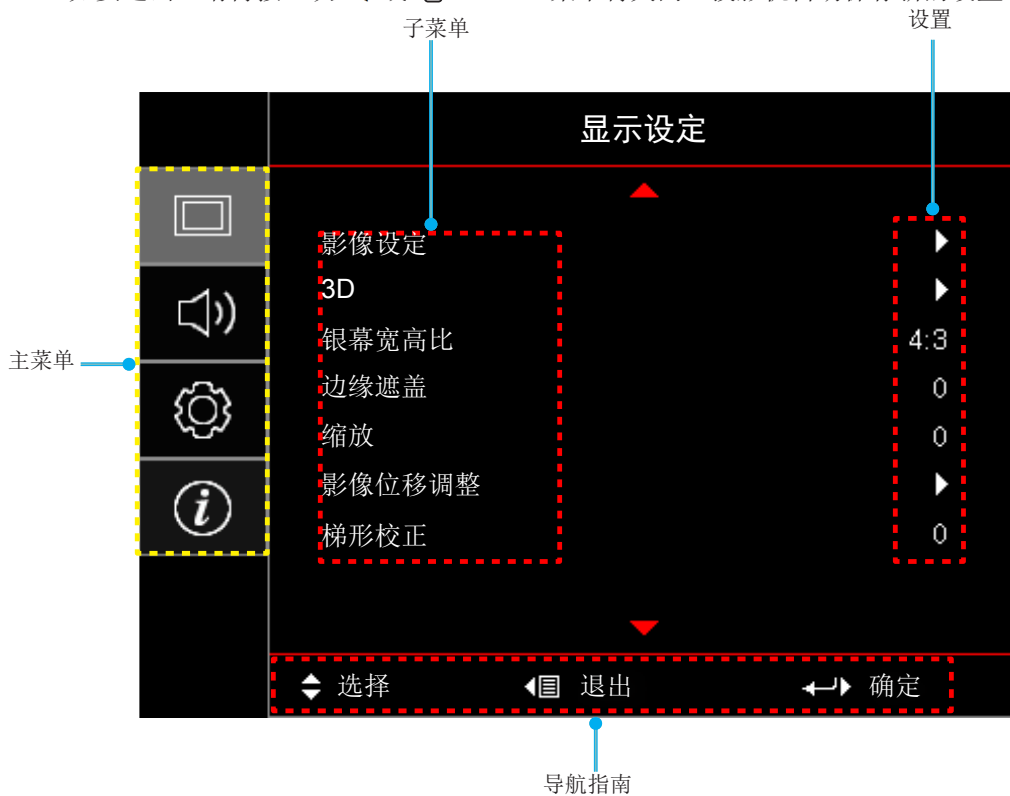 子菜单
设置
显示设定
影像设定
3D
银幕宽高比 4:3
主菜单
边缘遮盖 0
缩放 0
影像位移调整
梯形校正 0
选择 退出 确定
导航指南